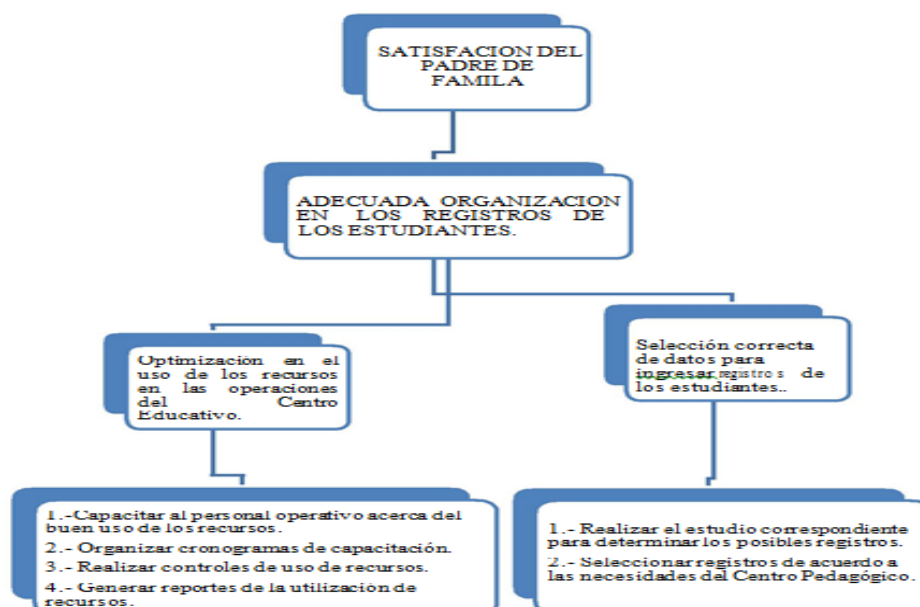 SATISFACION DEL
PADRE DE
FAMILA
ADECUADA ORGANIZACION
EN LOS REGISTROS DE
LOS ESTUDIANTES.
Optimización en el
uso de los recursos
en las operaciones
del Centro
Educativo.
Selección correcta
de datos para
ingresar registros de
los estudiantes..
1.-Capacitar al personal operativo acerca del
buen uso de los recursos.
2.- Organizar cronogramas de capacitación.
3.- Realizar controles de uso de recursos.
4.- Generar reportes de la utilización de
recursos.
1.- Realizar el estudio correspondiente
para determinar los posibles registros.
2.- Seleccionar registros de acuerdo a
las necesidades del Centro Pedagógico.